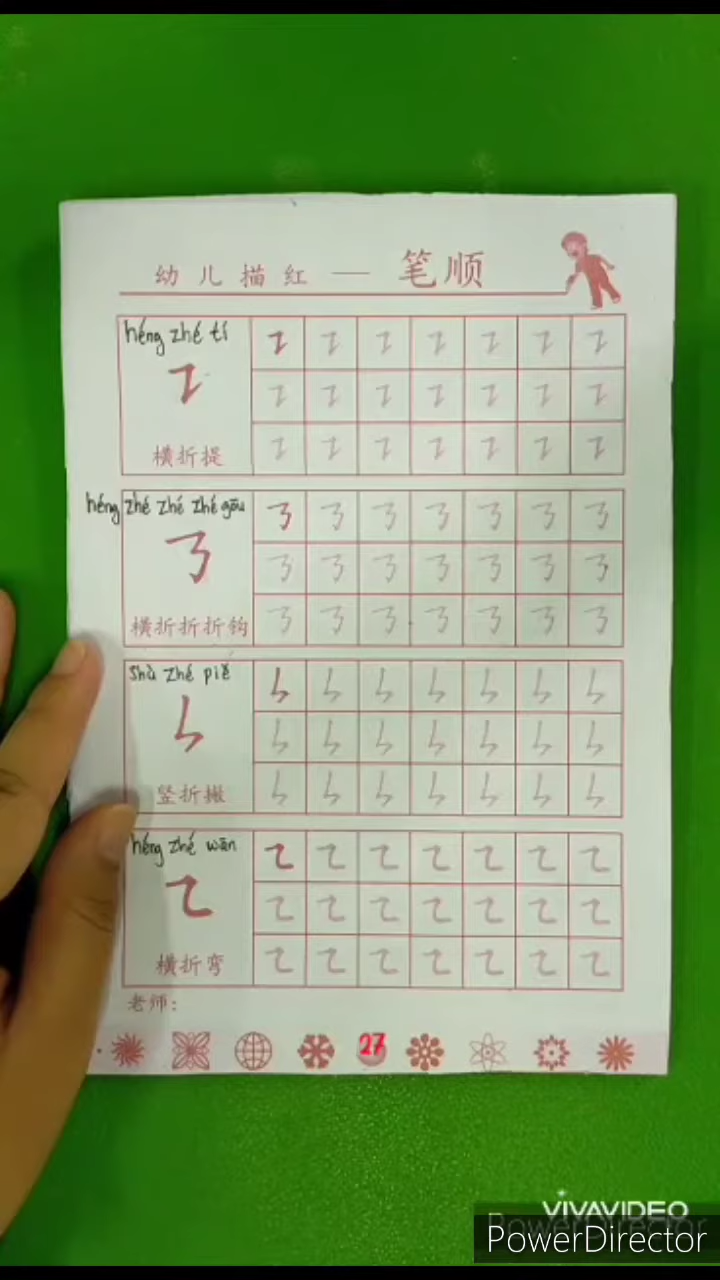 幼儿描红 — 笔顺
héng zhé tí
横折提
héng zhé zhé zhé gōu
横折折折钩
shù zhé piě
竖折撇
héng zhé wān
横折弯
老师：
27
VIVAVIDEO
PowerDirector